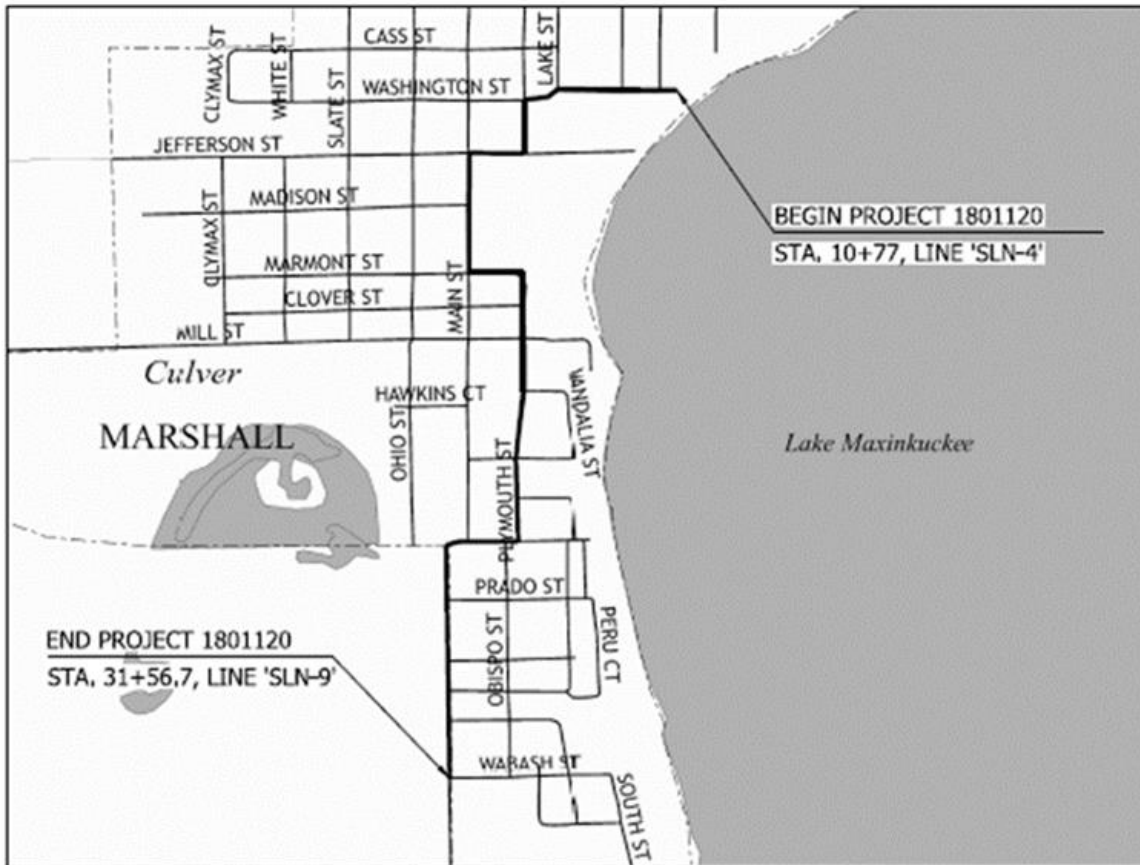 CASS ST
CLYMAX ST
WHITE ST
SLATE ST
LAKE ST
WASHINGTON ST
JEFFERSON ST
MADISON ST
CLYMAX ST
MARMONT ST
CLOVER ST
MAIN ST
MILL ST
BEGIN PROJECT 1801120
STA. 10+77, LINE 'SLN-4'
Culver
HAWKINS CT
VANDALIA ST
MARSHALL
OHIO ST
PLYMOUTH ST
Lake Maxinkuckee
PRADO ST
PERU CT
OBISPO ST
END PROJECT 1801120
STA. 31+56.7, LINE 'SLN-9'
WABASH ST
SOUTH ST